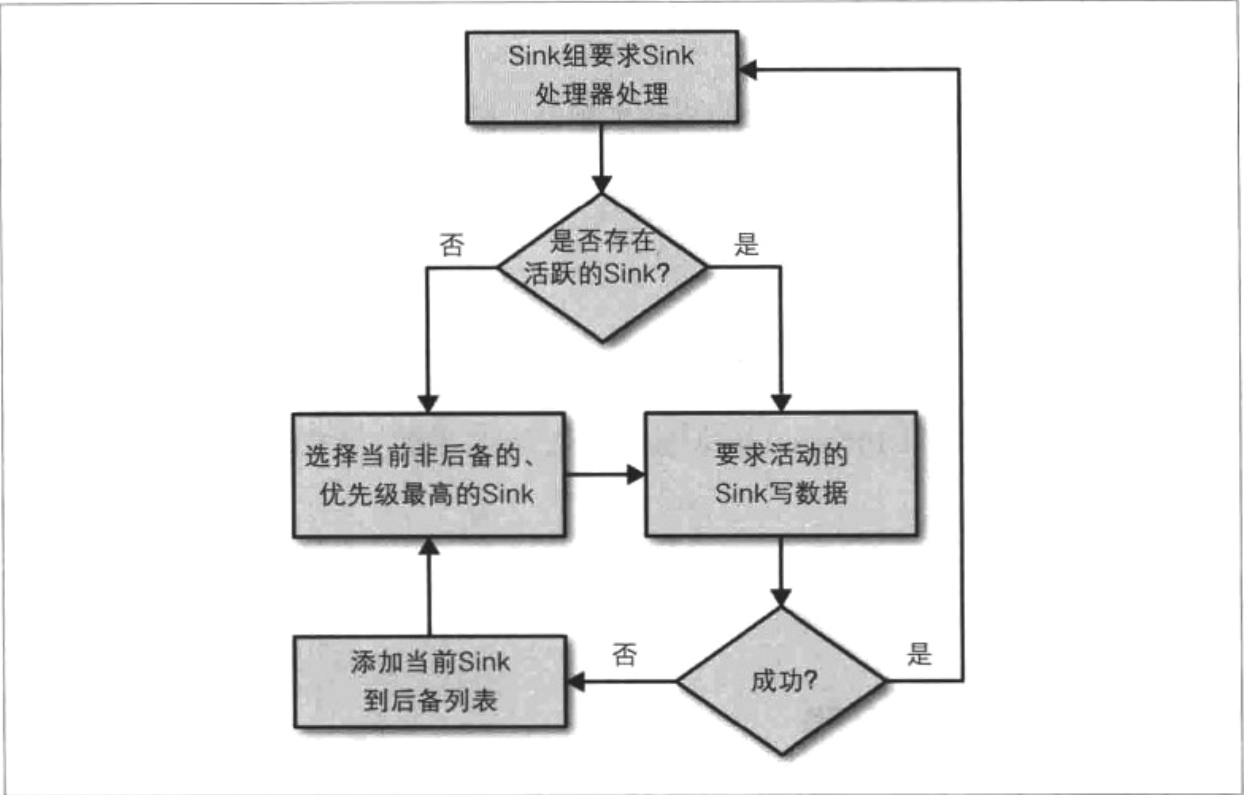 Sink组要求Sink
处理器处理
否
是否存在
活跃的Sink?
是
选择当前非后备的、
优先级最高的Sink
要求活动的
Sink写数据
添加当前Sink
到后备列表
否
成功?
是